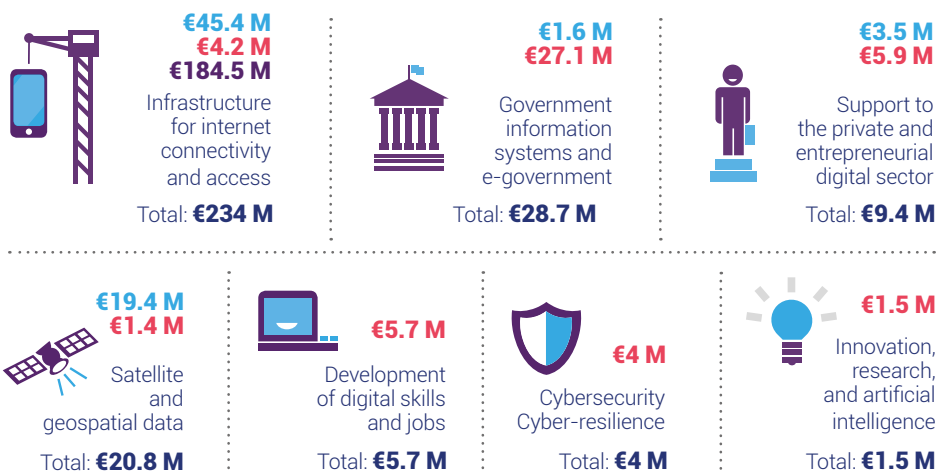 €45.4 M
€4.2 M
€184.5 M
Infrastructure
for internet
connectivity
and access
Total: €234 M
€1.6 M
€27.1 M
Government
information
systems and
e-government
Total: €28.7 M
€3.5 M
€5.9 M
Support to
the private and
entrepreneurial
digital sector
Total: €9.4 M
€19.4 M
€1.4 M
Satellite
and
geospatial data
Total: €20.8 M
€5.7 M
Development
of digital skills
and jobs
Total: €5.7 M
€4 M
Cybersecurity
Cyber-resilience
Total: €4 M
€1.5 M
Innovation,
research,
and artificial
intelligence
Total: €1.5 M